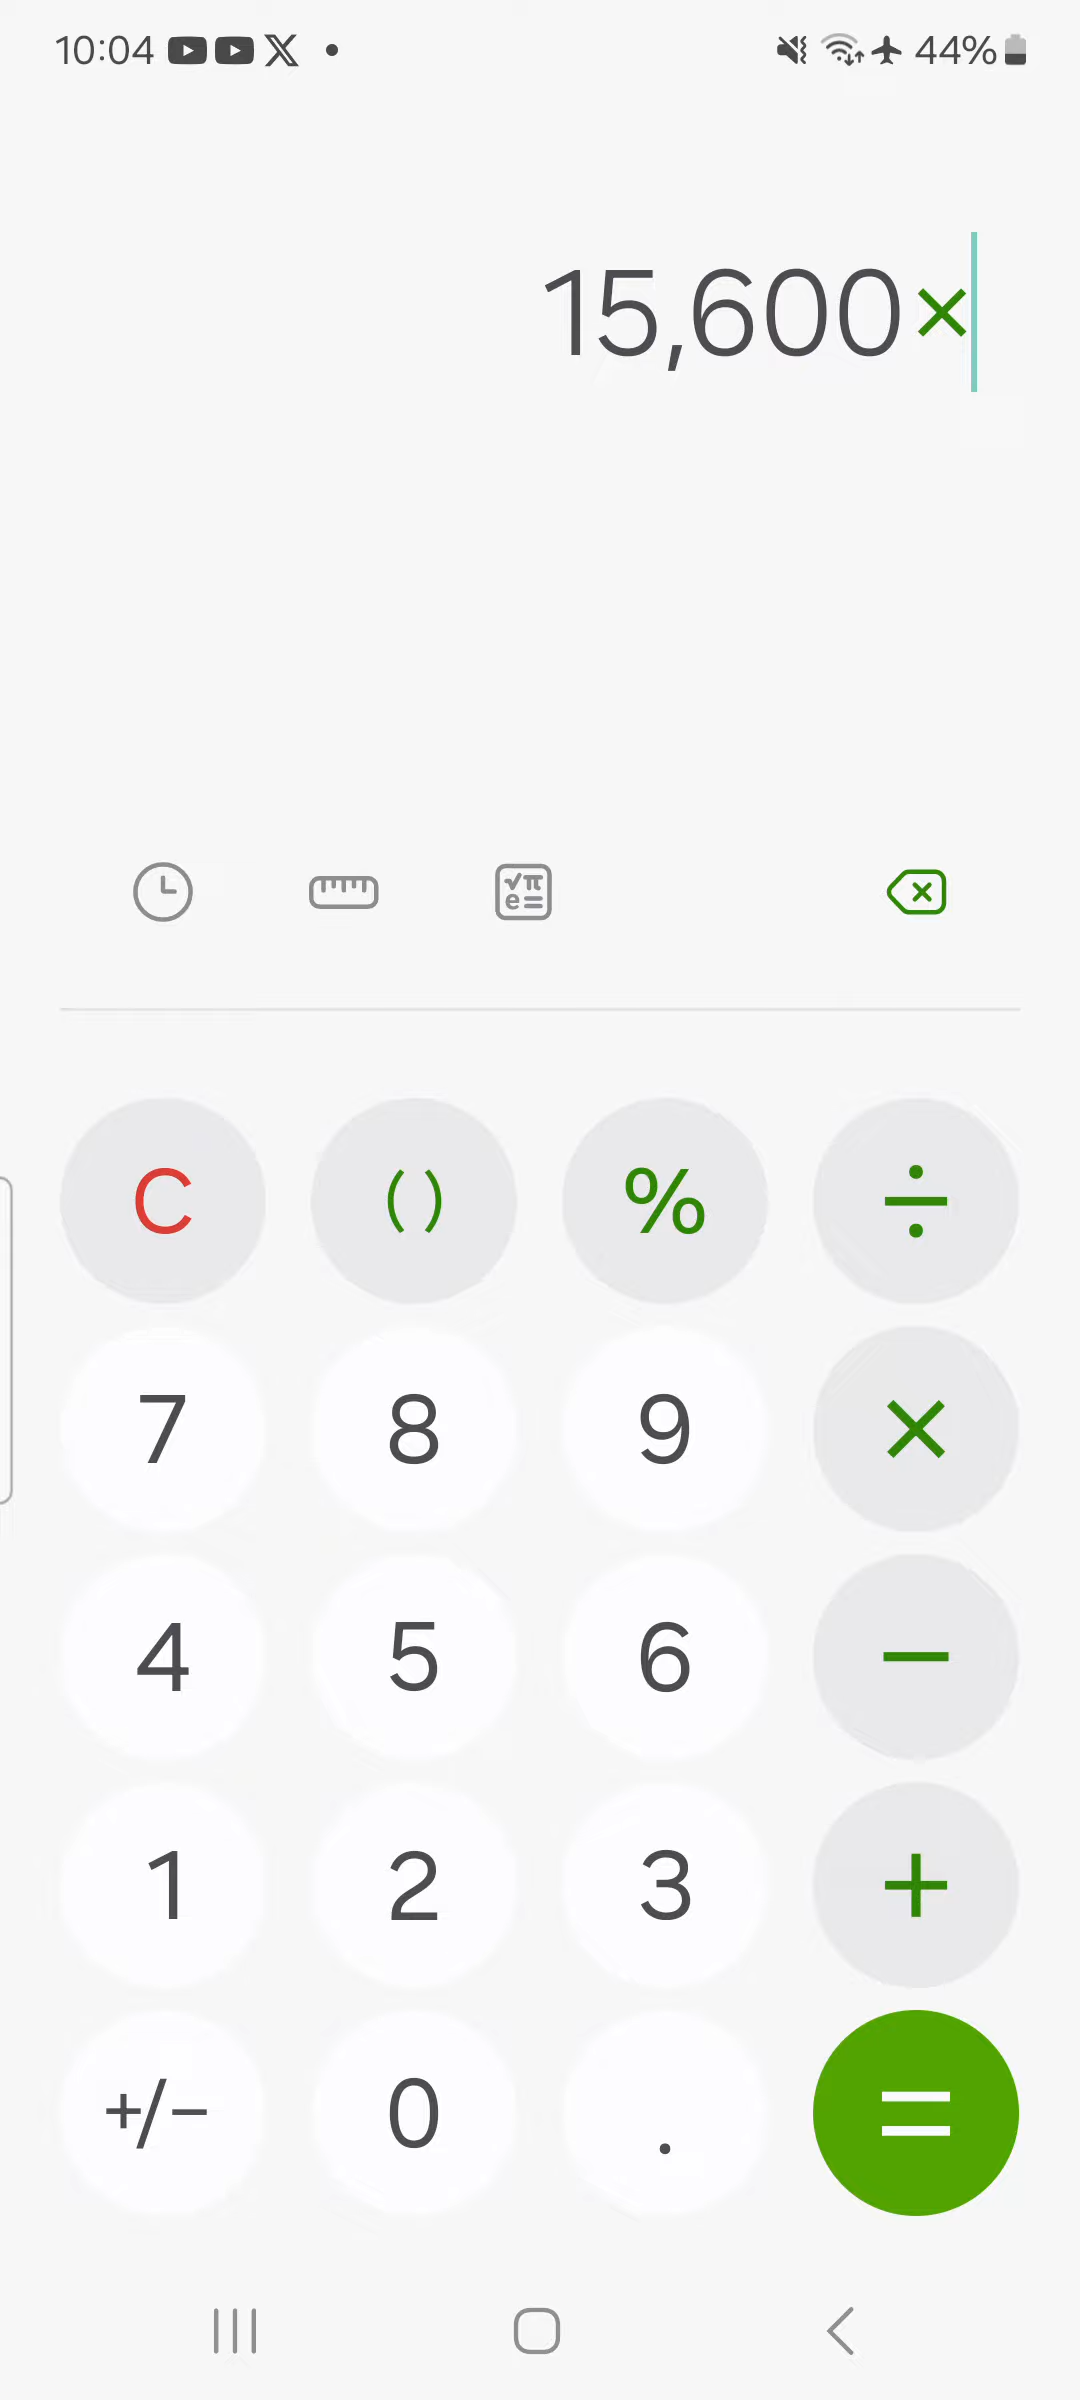 10:04 44%
15,600×
√π
e=
C ( ) % ÷
7 8 9 ×
4 5 6 −
1 2 3 +
+/− 0 . =